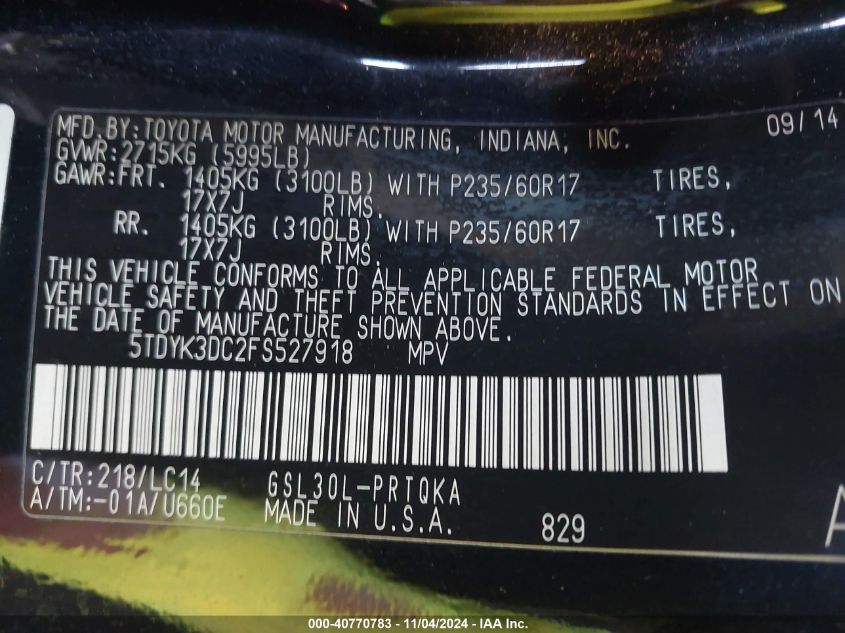 MFD.BY:TOYOTA MOTOR MANUFACTURING, INDIANA, INC. 09/14
GVWR:2715KG (5995LB)
GAWR:FRT. 1405KG (3100LB) WITH P235/60R17 TIRES,
17X7J RIMS.
RR. 1405KG (3100LB) WITH P235/60R17 TIRES,
17X7J RIMS.
THIS VEHICLE CONFORMS TO ALL APPLICABLE FEDERAL MOTOR
VEHICLE SAFETY AND THEFT PREVENTION STANDARDS IN EFFECT ON
THE DATE OF MANUFACTURE SHOWN ABOVE.
5TDYK3DC2FS527918 MPV
C/TR:218/LC14 GSL30L-PRTQKA
A/TM:-01A/U660E MADE IN U.S.A. 829 A
000-40770783 - 11/04/2024 - IAAI, Inc.